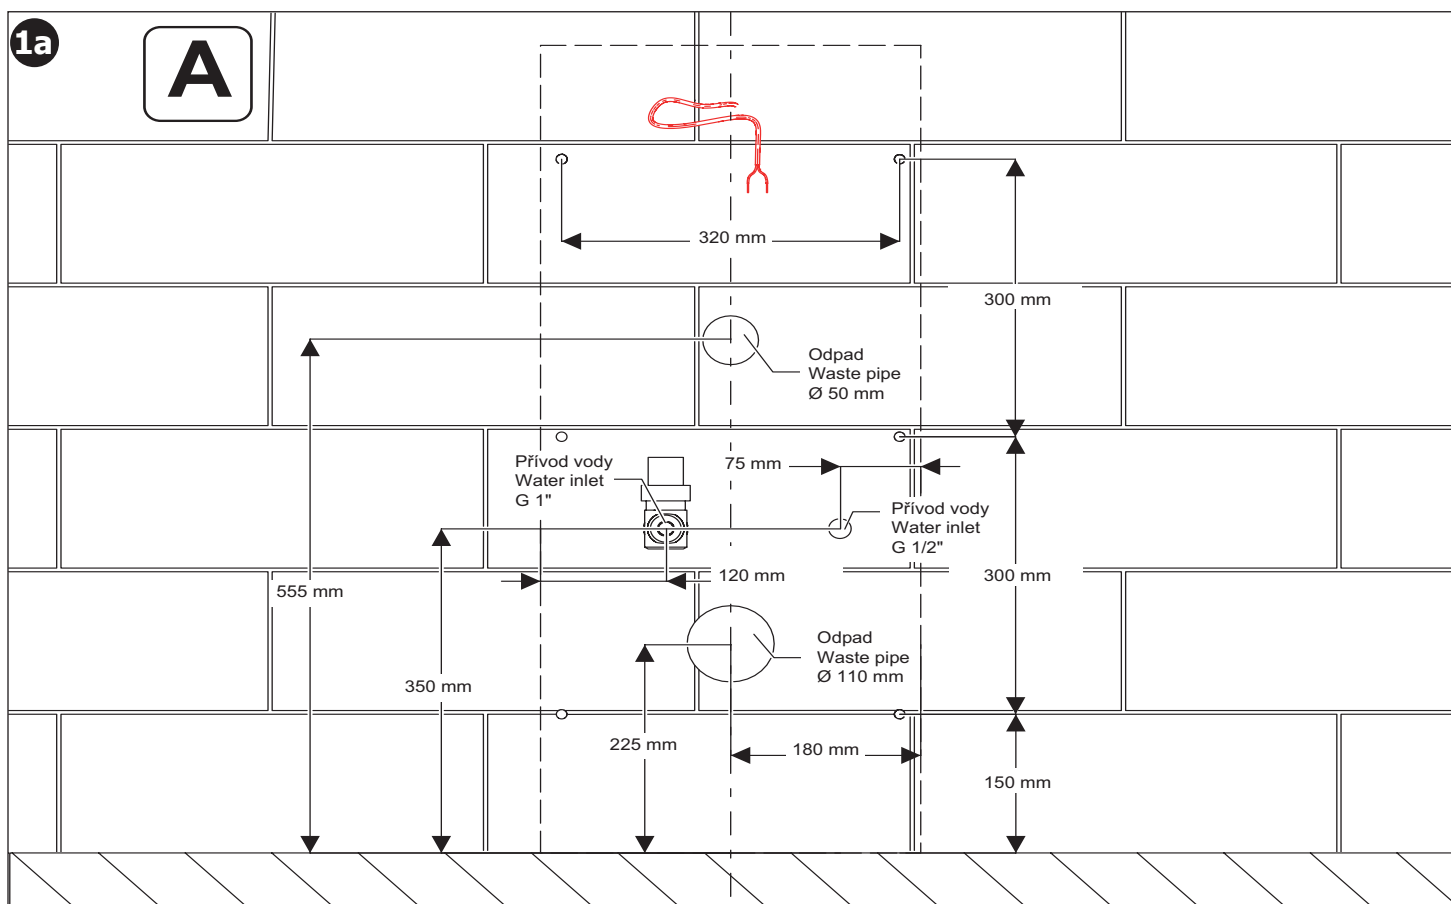 1a
A
320 mm
300 mm
Odpad
Waste pipe
Ø 50 mm
Přívod vody
Water inlet
G 1"
75 mm
Přívod vody
Water inlet
G 1/2"
120 mm
300 mm
555 mm
Odpad
Waste pipe
Ø 110 mm
350 mm
225 mm
180 mm
150 mm